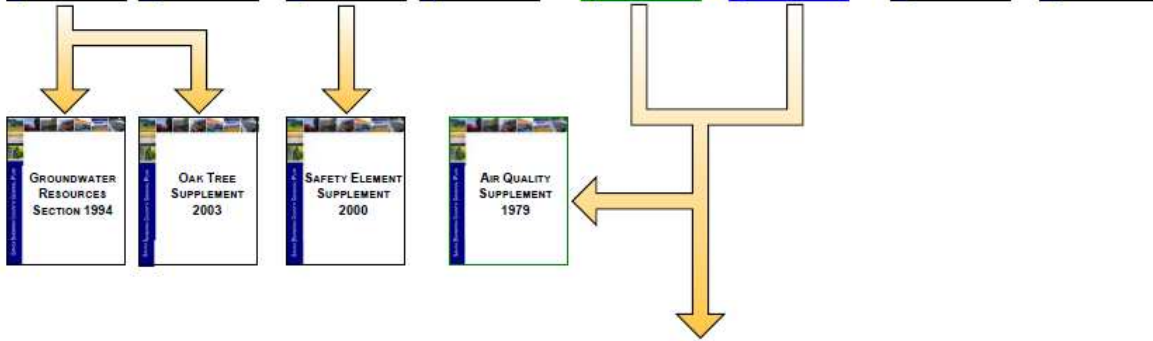 GROUNDWATER
RESOURCES
SECTION 1994
OAK TREE
SUPPLEMENT
2003
SAFETY ELEMENT
SUPPLEMENT
2000
AIR QUALITY
SUPPLEMENT
1979